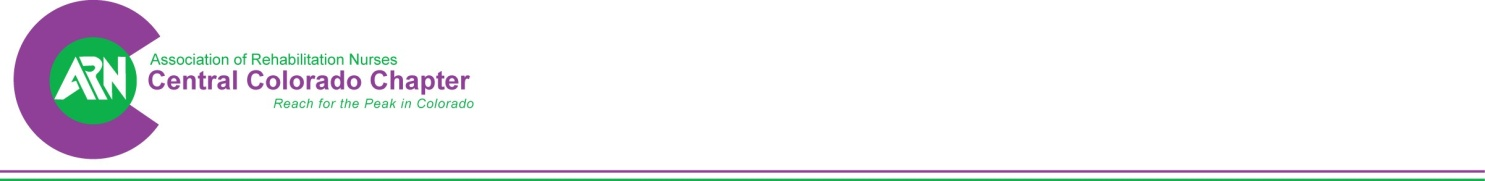 ARN
Association of Rehabilitation Nurses
Central Colorado Chapter
Reach for the Peak in Colorado